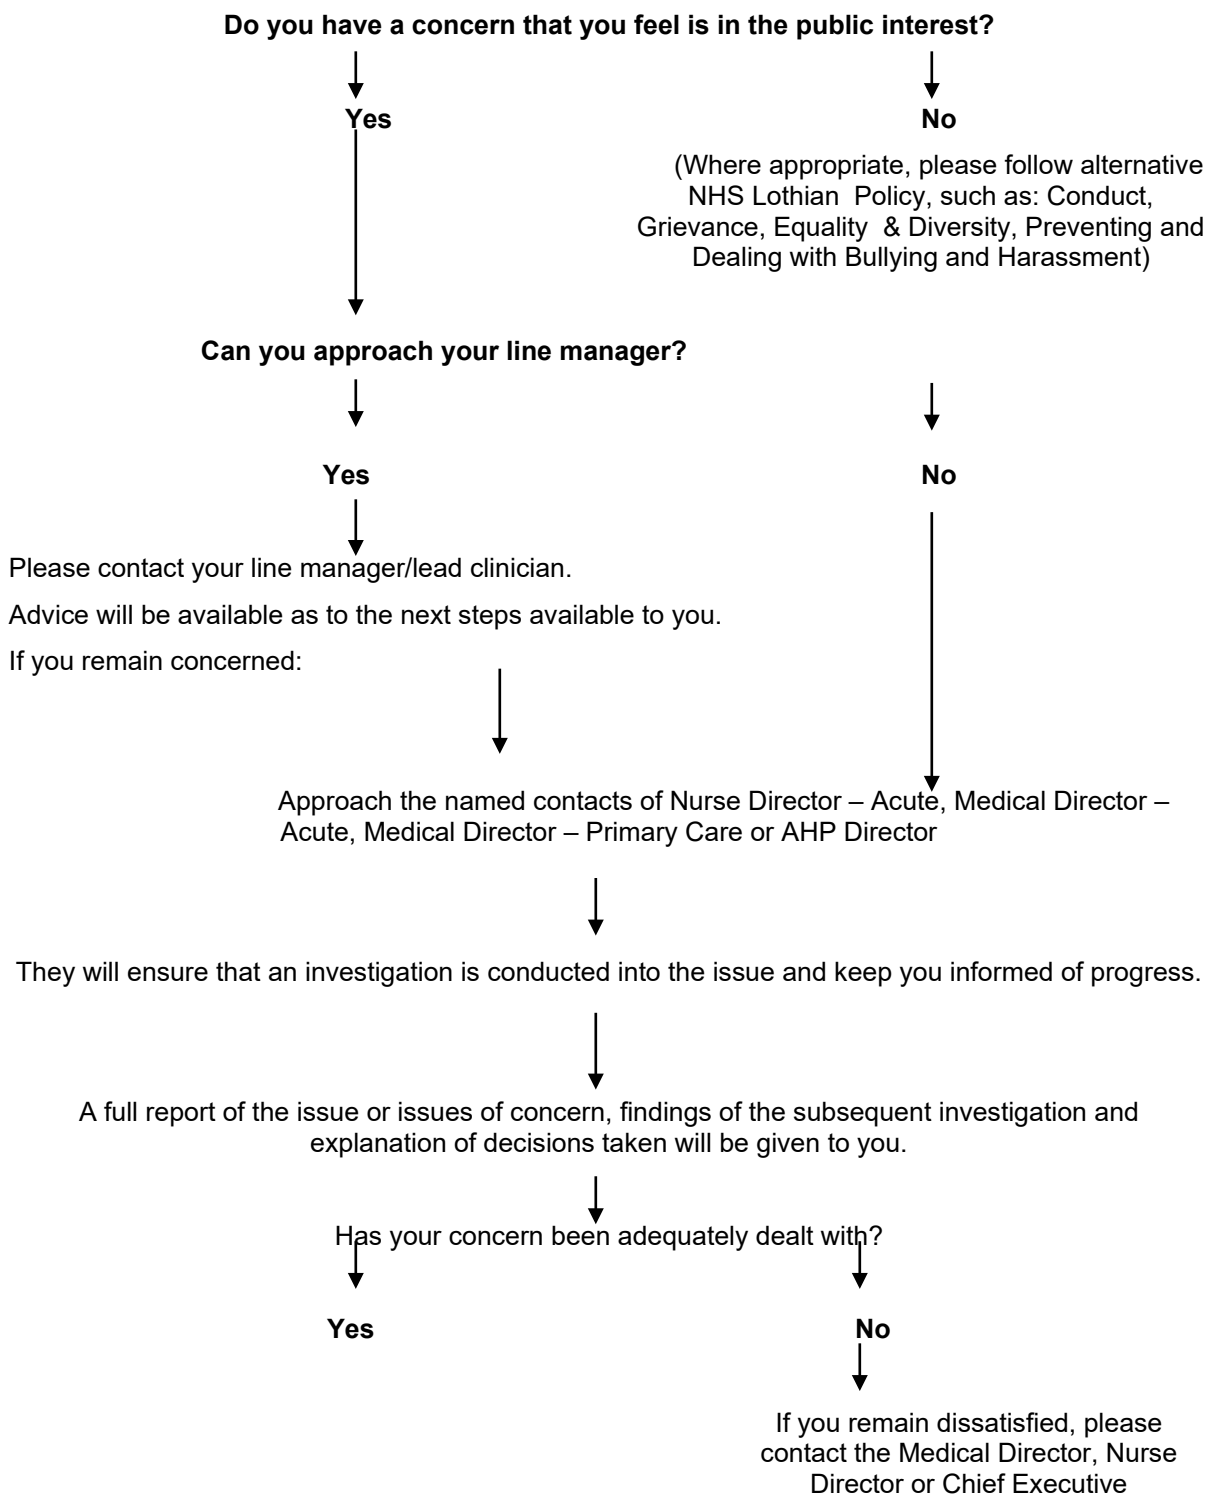 Do you have a concern that you feel is in the public interest?
Yes
No
(Where appropriate, please follow alternative
NHS Lothian Policy, such as: Conduct,
Grievance, Equality & Diversity, Preventing and
Dealing with Bullying and Harassment)
Can you approach your line manager?
Yes
No
Please contact your line manager/lead clinician.
Advice will be available as to the next steps available to you.
If you remain concerned:
Approach the named contacts of Nurse Director – Acute, Medical Director –
Acute, Medical Director – Primary Care or AHP Director
They will ensure that an investigation is conducted into the issue and keep you informed of progress.
A full report of the issue or issues of concern, findings of the subsequent investigation and
explanation of decisions taken will be given to you.
Has your concern been adequately dealt with?
Yes
No
If you remain dissatisfied, please
contact the Medical Director, Nurse
Director or Chief Executive